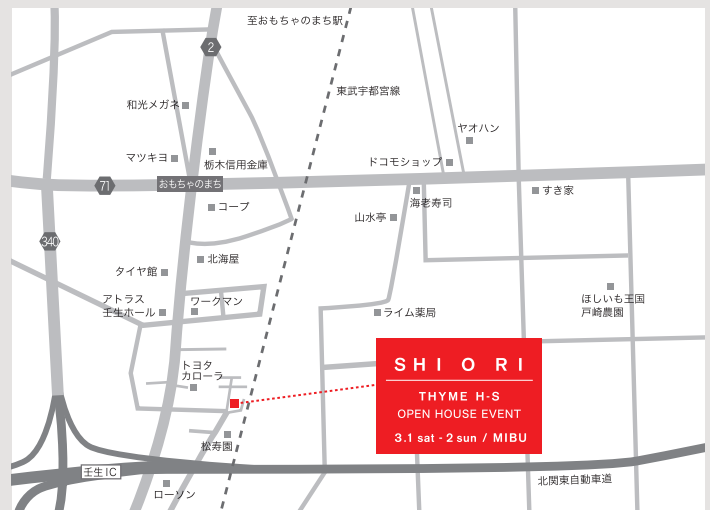 至おもちゃのまち駅
2
東武宇都宮線
和光メガネ
ヤオハン
マツキヨ
栃木信用金庫
ドコモショップ
71
おもちゃのまち
すき家
コープ
海老寿司
山水亭
340
北海屋
タイヤ館
アトラス
壬生ホール
ワークマン
ほしいも王国
戸崎農園
ライム薬局
トヨタ
カローラ
SHIORI
THYME H-S
OPEN HOUSE EVENT
3.1 sat - 2 sun / MIBU
松寿園
壬生IC
ローソン
北関東自動車道